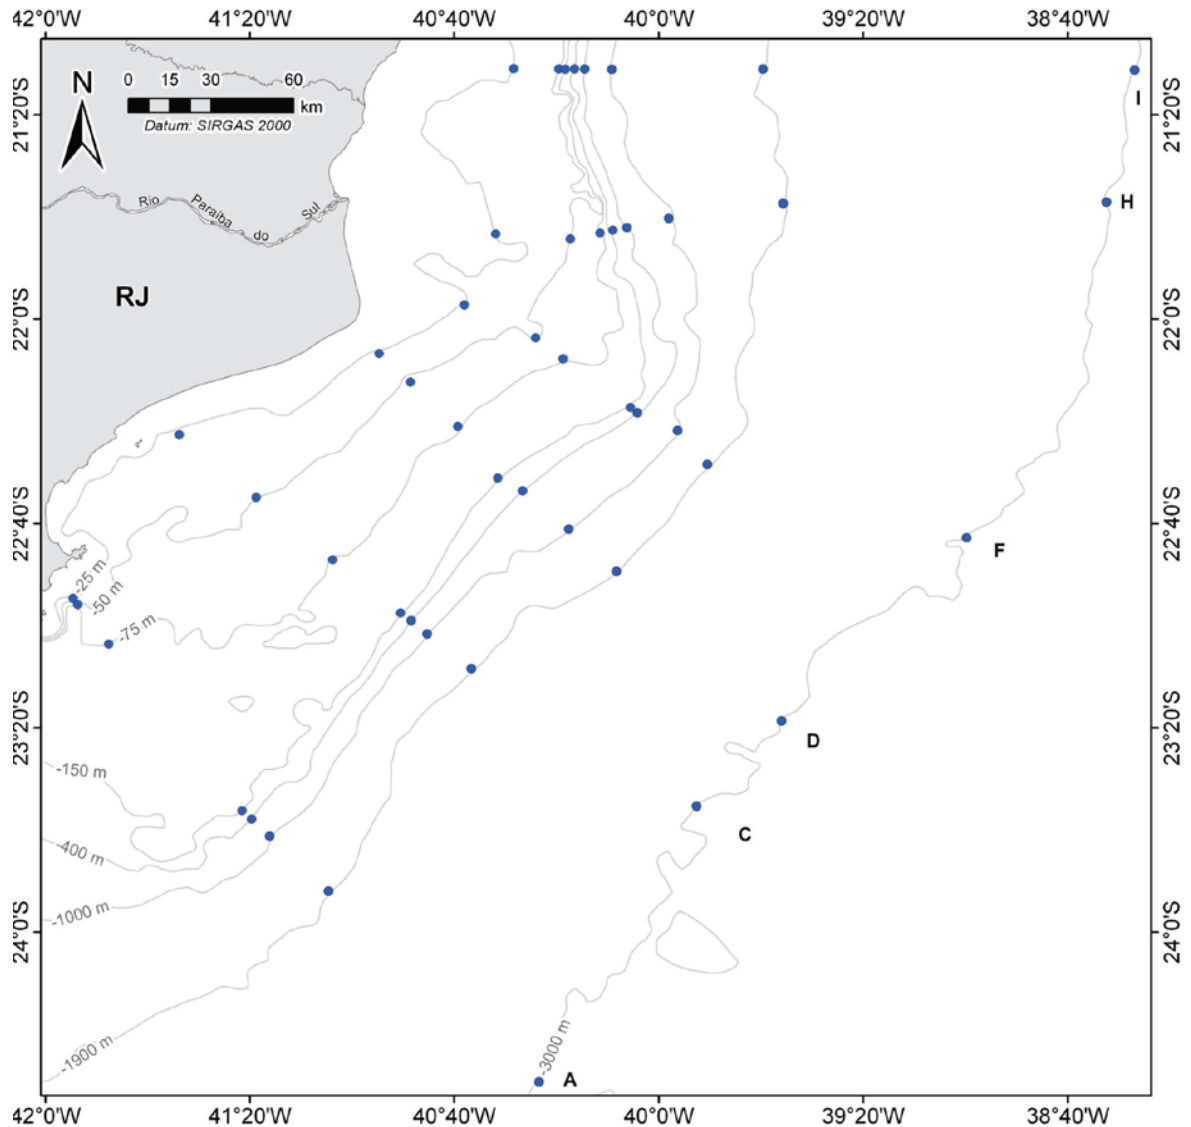 42°0'W 41°20'W 40°40'W 40°0'W 39°20'W 38°40'W
N
0 15 30 60
km
Datum: SIRGAS 2000
I
21°20'S 21°20'S
Rio Paraiba do Sul
H
RJ
22°0'S 22°0'S
22°40'S 22°40'S
F
-25 m
-50 m
-75 m
23°20'S 23°20'S
D
-150 m
C
-400 m
-1000 m
24°0'S 24°0'S
-1900 m
-3000 m
A
42°0'W 41°20'W 40°40'W 40°0'W 39°20'W 38°40'W